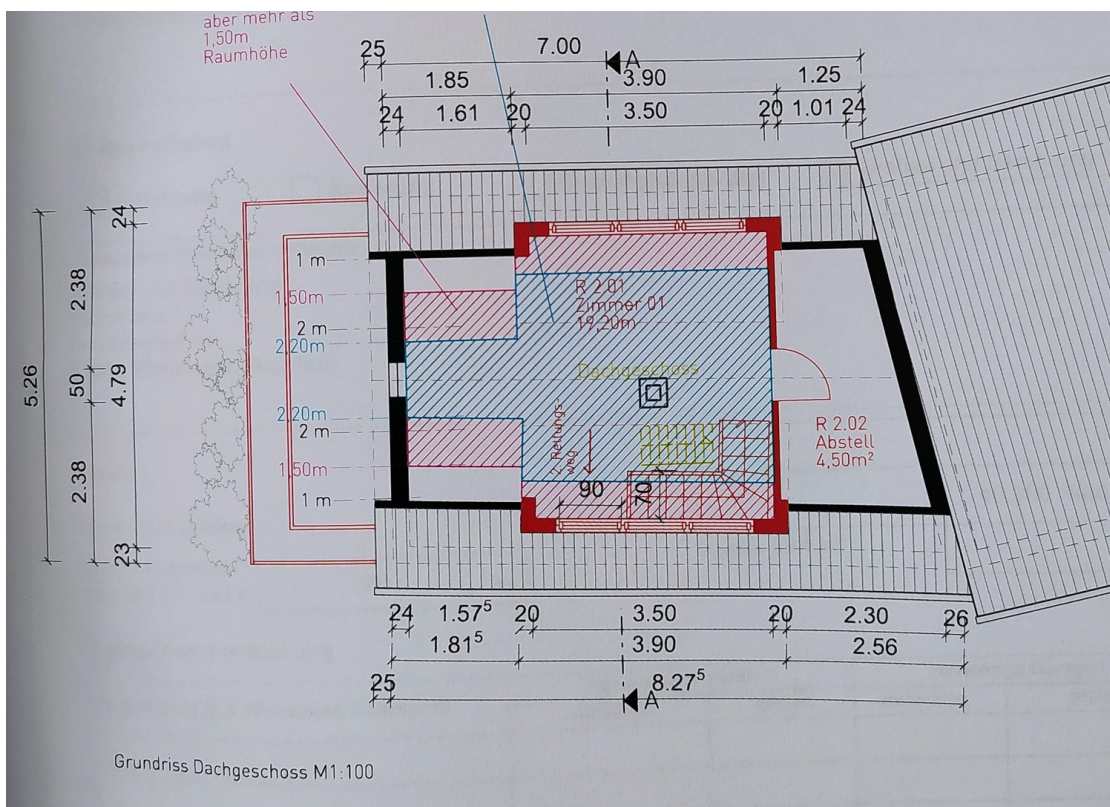 aber mehr als
1,50m
Raumhöhe
25
7.00
A
1.85
3.90
1.25
24
1.61
20
3.50
20
1.01
24
5.26
24
2.38
50
2.38
4.79
23
1 m
1,50m
2 m
2,20m
2,20m
2 m
1,50m
1 m
R 2.01
Zimmer 01
19,20m
Dachgeschoss
2. Rettungs
weg
90
70
R 2.02
Abstell
4,50m²
24
1.57⁵
20
3.50
20
2.30
26
1.81⁵
3.90
2.56
25
8.27⁵
A
Grundriss Dachgeschoss M1:100